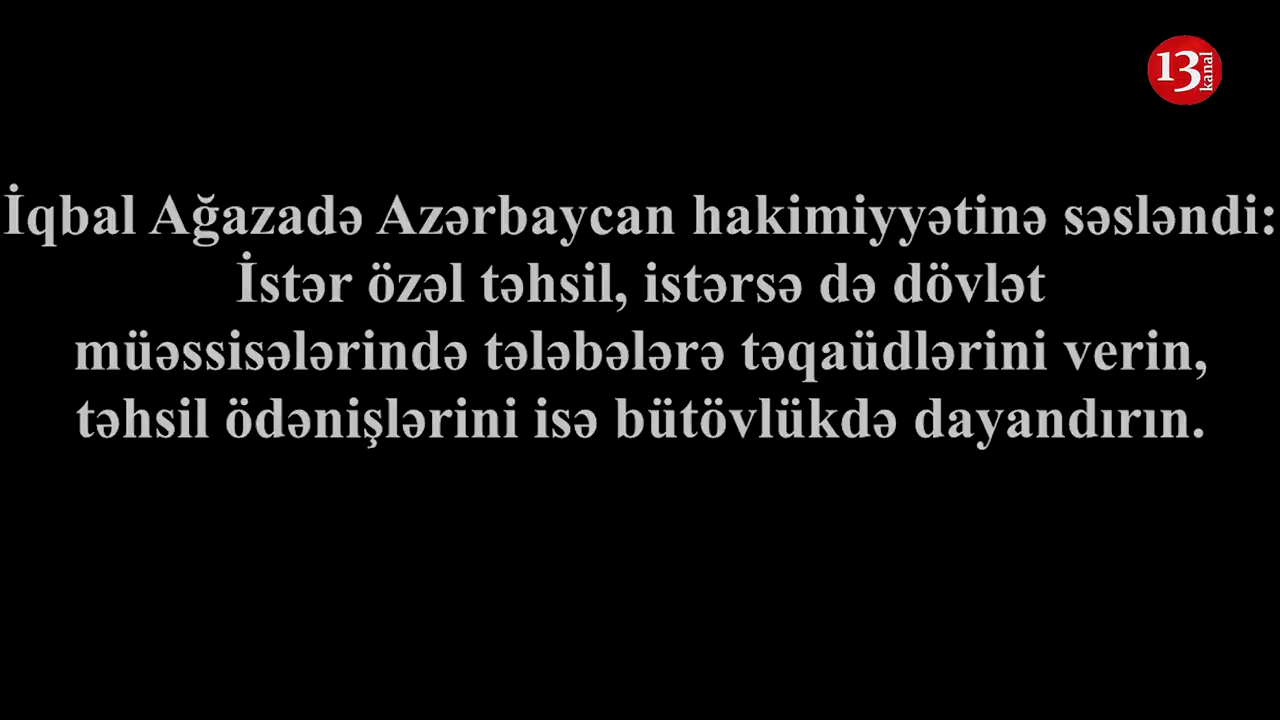 13 kanal
İqbal Ağazadə Azərbaycan hakimiyyətinə səsləndi:
İstər özəl təhsil, istərsə də dövlət
müəssisələrində tələbələrə təqaüdlərini verin,
təhsil ödənişlərini isə bütövlükdə dayandırın.